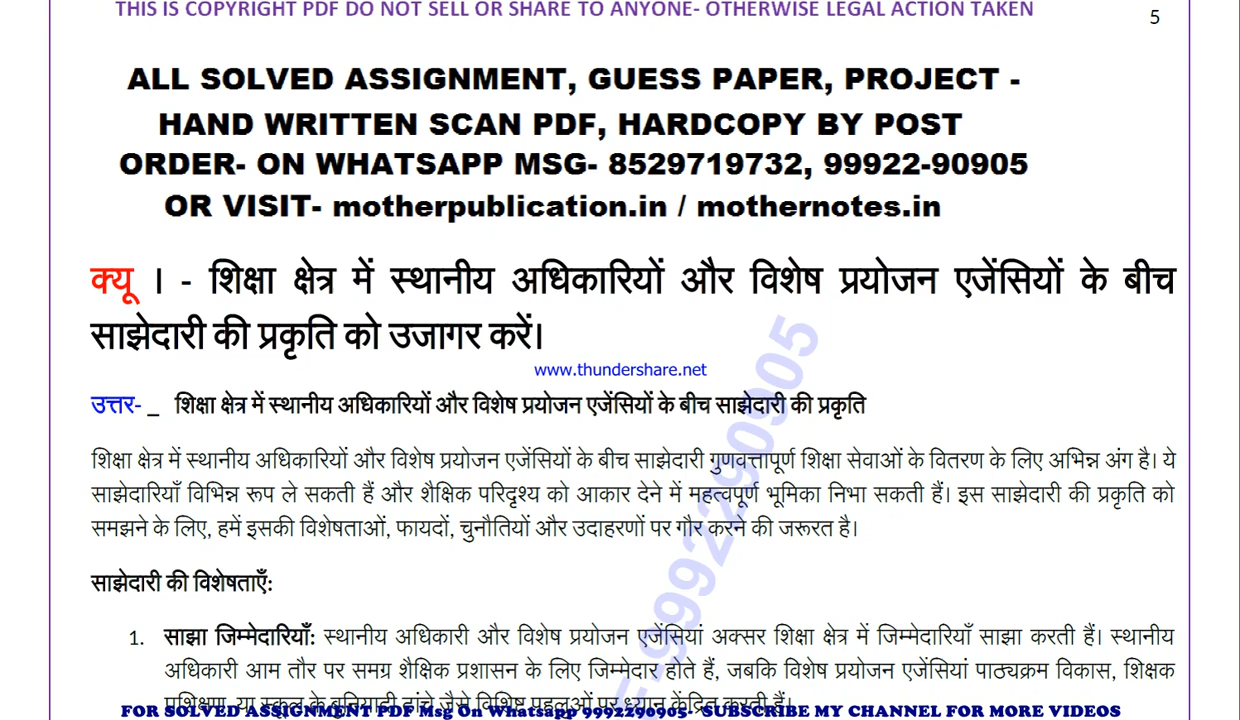 THIS IS COPYRIGHT PDF DO NOT SELL OR SHARE TO ANYONE- OTHERWISE LEGAL ACTION TAKEN
5
ALL SOLVED ASSIGNMENT, GUESS PAPER, PROJECT -
HAND WRITTEN SCAN PDF, HARDCOPY BY POST
ORDER- ON WHATSAPP MSG- 8529719732, 99922-90905
OR VISIT- motherpublication.in / mothernotes.in
क्यू । - शिक्षा क्षेत्र में स्थानीय अधिकारियों और विशेष प्रयोजन एजेंसियों के बीच
साझेदारी की प्रकृति को उजागर करें।
www.thundershare.net
उत्तर- _ शिक्षा क्षेत्र में स्थानीय अधिकारियों और विशेष प्रयोजन एजेंसियों के बीच साझेदारी की प्रकृति
शिक्षा क्षेत्र में स्थानीय अधिकारियों और विशेष प्रयोजन एजेंसियों के बीच साझेदारी गुणवत्तापूर्ण शिक्षा सेवाओं के वितरण के लिए अभिन्न अंग है। ये
साझेदारियाँ विभिन्न रूप ले सकती हैं और शैक्षिक परिदृश्य को आकार देने में महत्वपूर्ण भूमिका निभा सकती हैं। इस साझेदारी की प्रकृति को
समझने के लिए, हमें इसकी विशेषताओं, फायदों, चुनौतियों और उदाहरणों पर गौर करने की जरूरत है।
साझेदारी की विशेषताएँ:
1. साझा जिम्मेदारियाँ: स्थानीय अधिकारी और विशेष प्रयोजन एजेंसियां अक्सर शिक्षा क्षेत्र में जिम्मेदारियाँ साझा करती हैं। स्थानीय
अधिकारी आम तौर पर समग्र शैक्षिक प्रशासन के लिए जिम्मेदार होते हैं, जबकि विशेष प्रयोजन एजेंसियां पाठ्यक्रम विकास, शिक्षक
प्रशिक्षण, या स्कूल के बुनियादी ढांचे जैसे विशिष्ट पहलुओं पर ध्यान केंद्रित करती हैं।
FOR SOLVED ASSIGNMENT PDF Msg On Whatsapp 9992290905- SUBSCRIBE MY CHANNEL FOR MORE VIDEOS
-9992290905